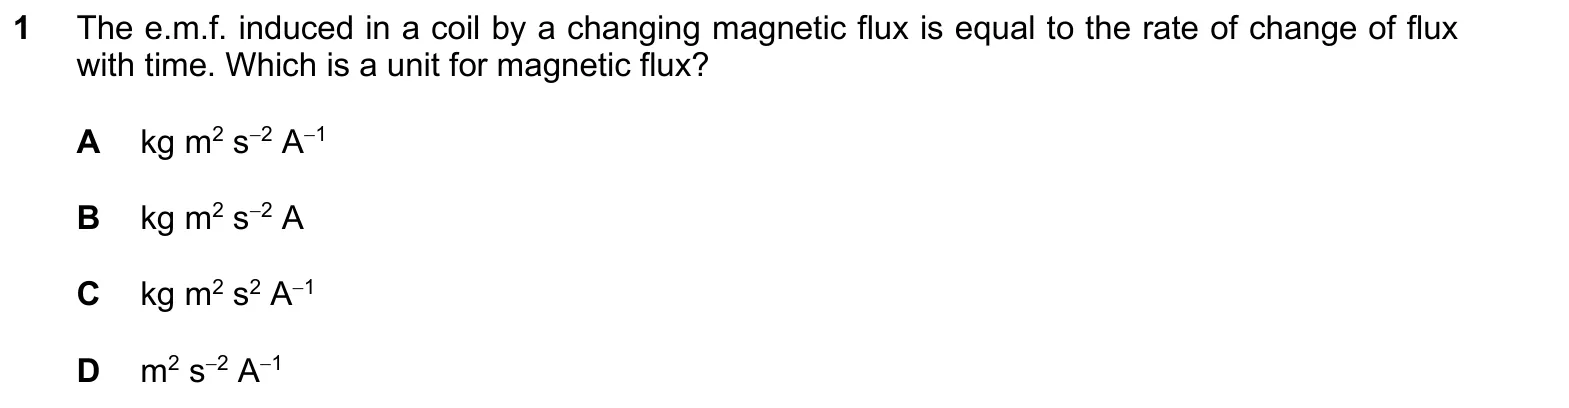 1 The e.m.f. induced in a coil by a changing magnetic flux is equal to the rate of change of flux
with time. Which is a unit for magnetic flux?
A kg m² s⁻² A⁻¹
B kg m² s⁻² A
C kg m² s² A⁻¹
D m² s⁻² A⁻¹